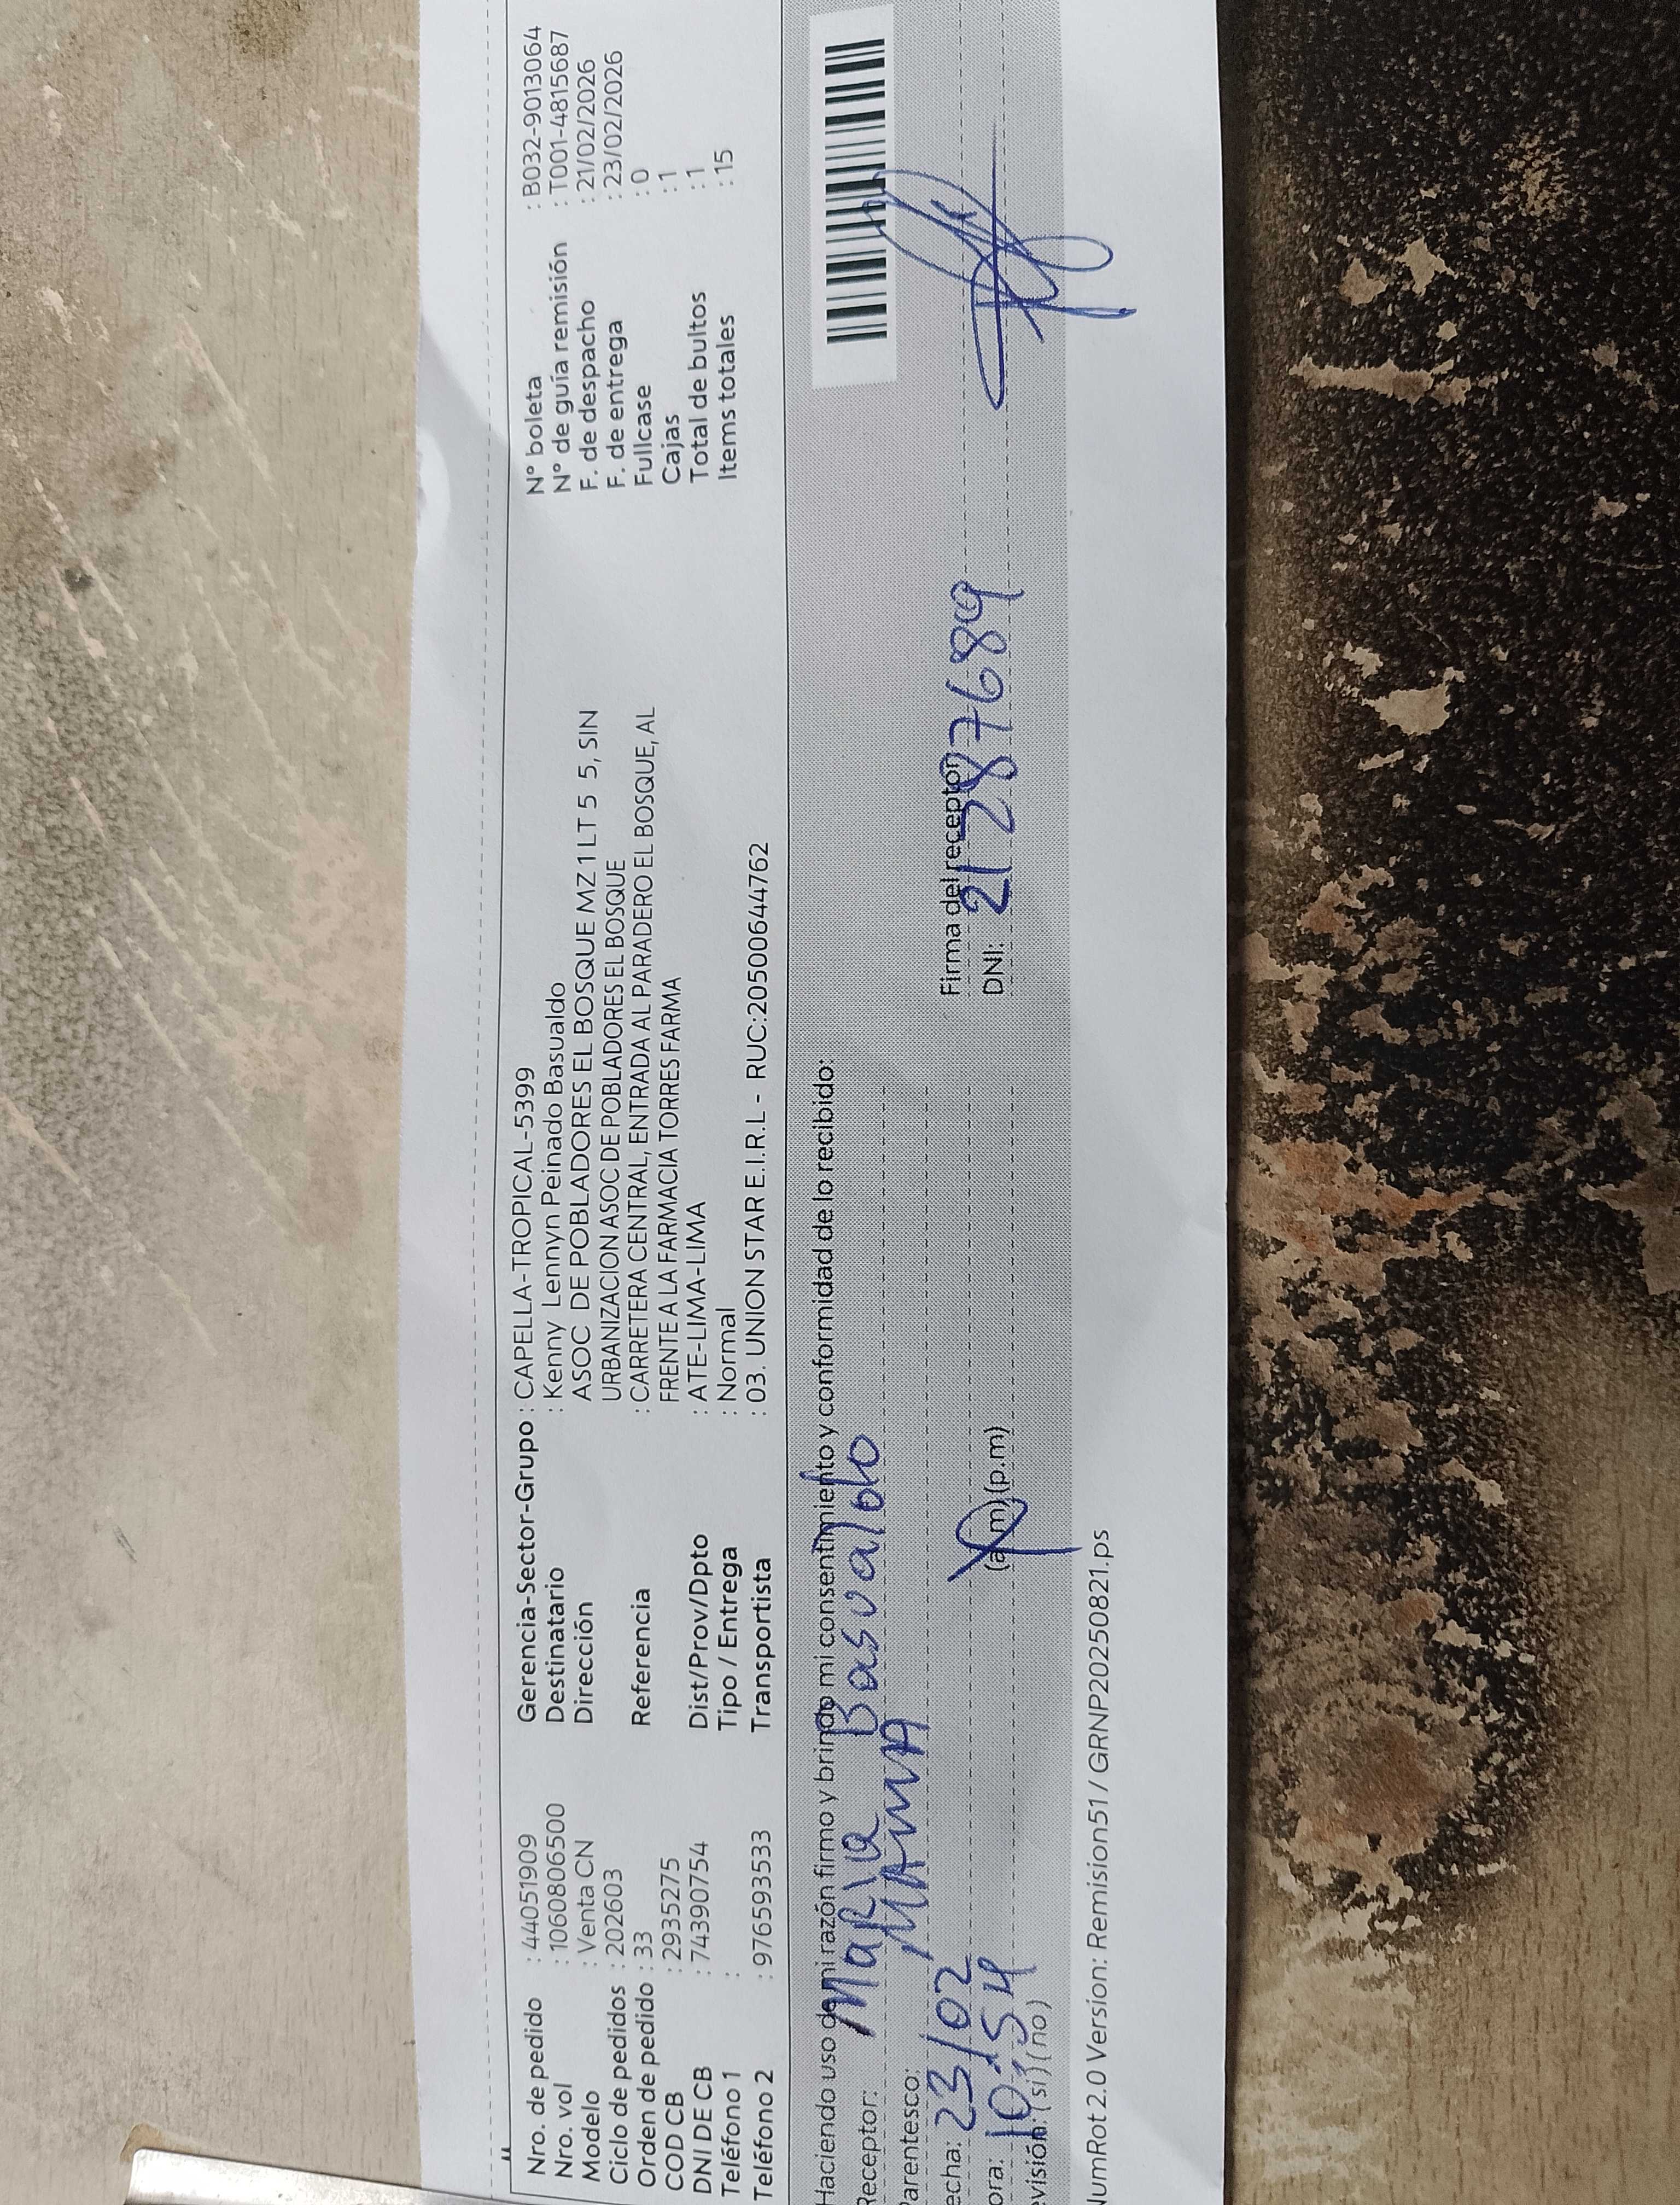 Nro. de pedido : 44051909
Nro. vol : 10608065​00
Modelo : Venta CN
Ciclo de pedidos : 202603
Orden de pedido : 33
COD CB : 2935275
DNI DE CB : 74390754
Teléfono 1 :
Teléfono 2 : 976593533
Gerencia-Sector-Grupo : CAPELLA-TROPICAL-5399
Destinatario : Kenny Lennyn Peinado Basualdo
Dirección ASOC DE POBLADORES EL BOSQUE MZ 1 LT 5 5, SIN
URBANIZACION ASOC DE POBLADORES EL BOSQUE
Referencia : CARRETERA CENTRAL, ENTRADA AL PARADERO EL BOSQUE, AL
FRENTE A LA FARMACIA TORRES FARMA
Dist/Prov/Dpto : ATE-LIMA-LIMA
Tipo / Entrega : Normal
Transportista : 03. UNION STAR E.I.R.L - RUC:20500644762
N° boleta : B032-9013064
N° de guía remisión : T001-4815687
F. de despacho : 21/02/2026
F. de entrega : 23/02/2026
Fullcase : 0
Cajas : 1
Total de bultos : 1
Items totales : 15
Haciendo uso de mi razón firmo y brindo mi consentimiento y conformidad de lo recibido:
Receptor: Maria Basualdo
arentesco: MAMA
echa: 23/02
ora: 10:54 (a.m) (p.m)
evisión: (si) (no)
Firma del receptor
DNI: 21287689
NumRot 2.0 Version: Remision51 / GRNP20250821.ps